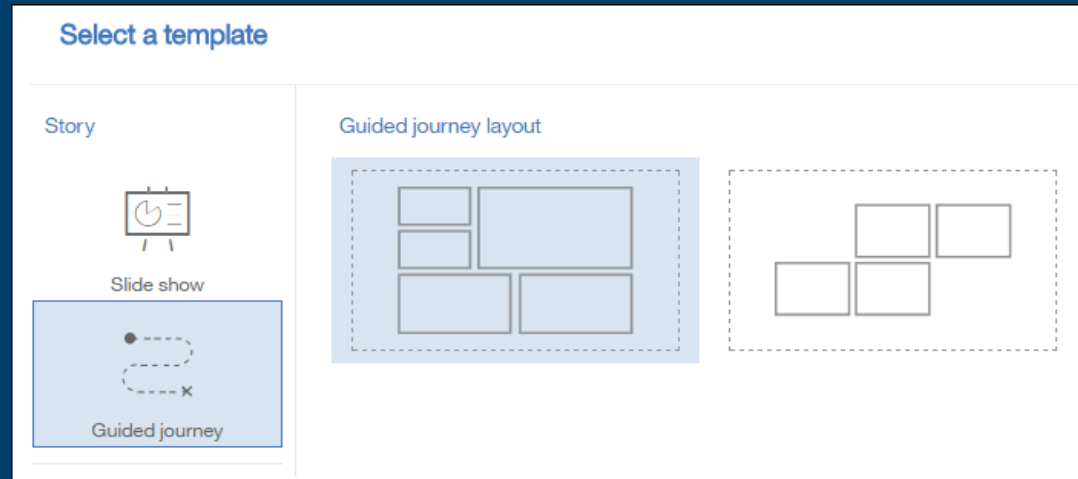 Select a template
Story
Guided journey layout
Slide show
Guided journey